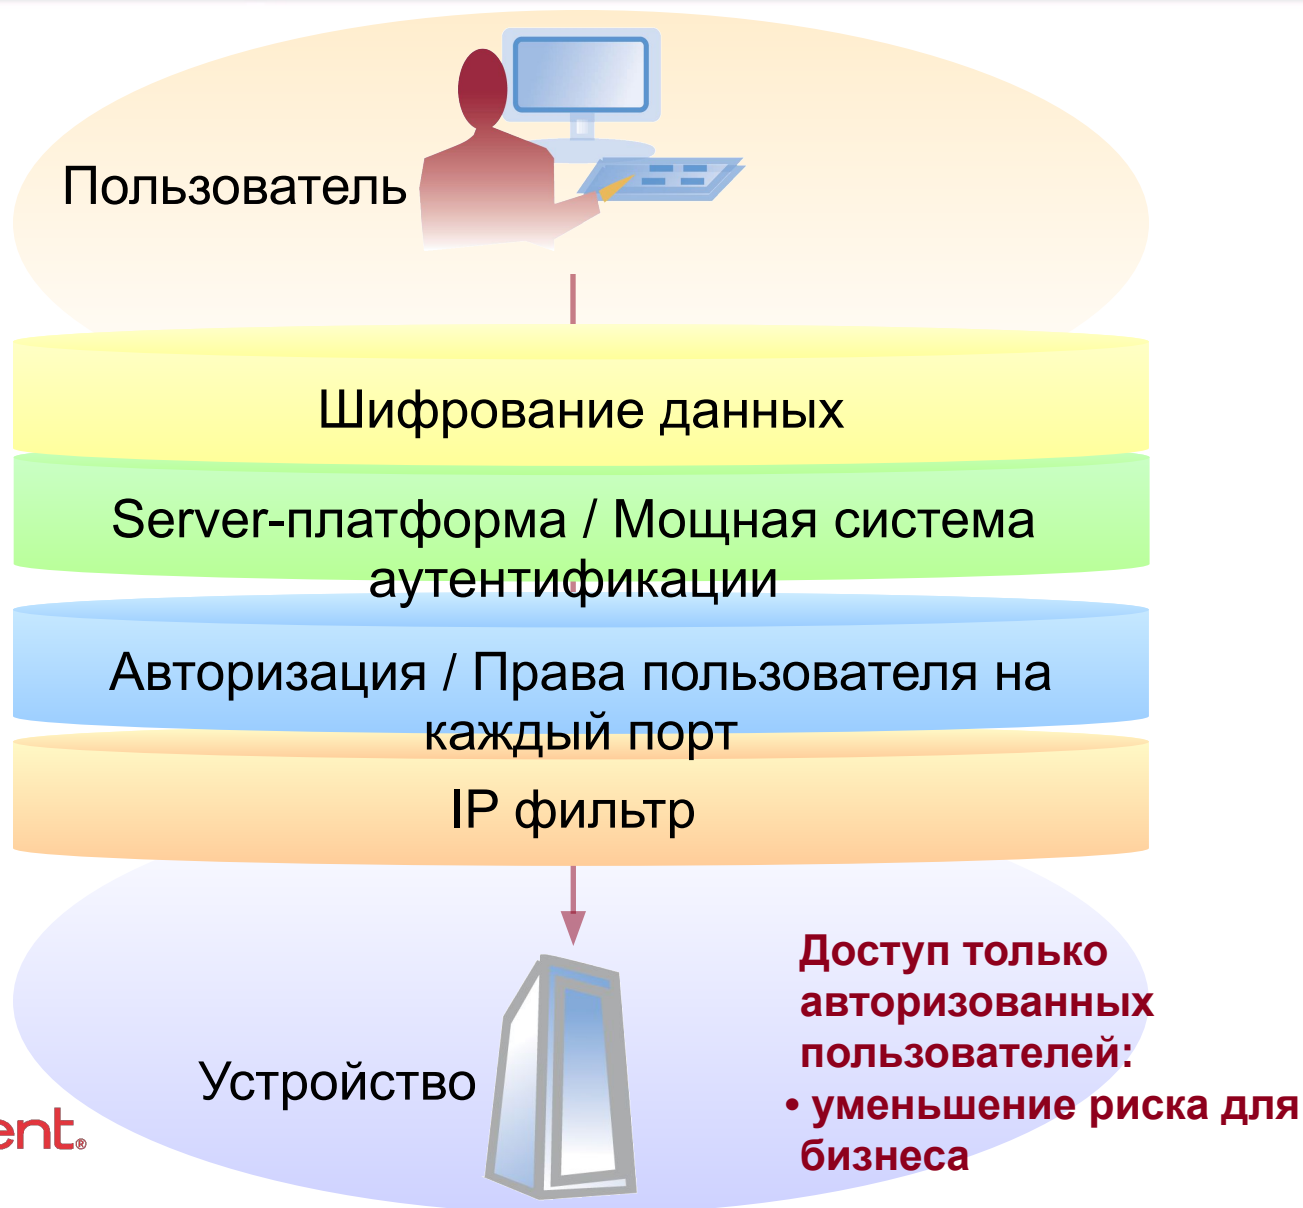 Пользователь
Шифрование данных
Server-платформа / Мощная система
аутентификации
Авторизация / Права пользователя на
каждый порт
IP фильтр
Доступ только
авторизованных
пользователей:
• уменьшение риска для
бизнеса
Устройство
ent®